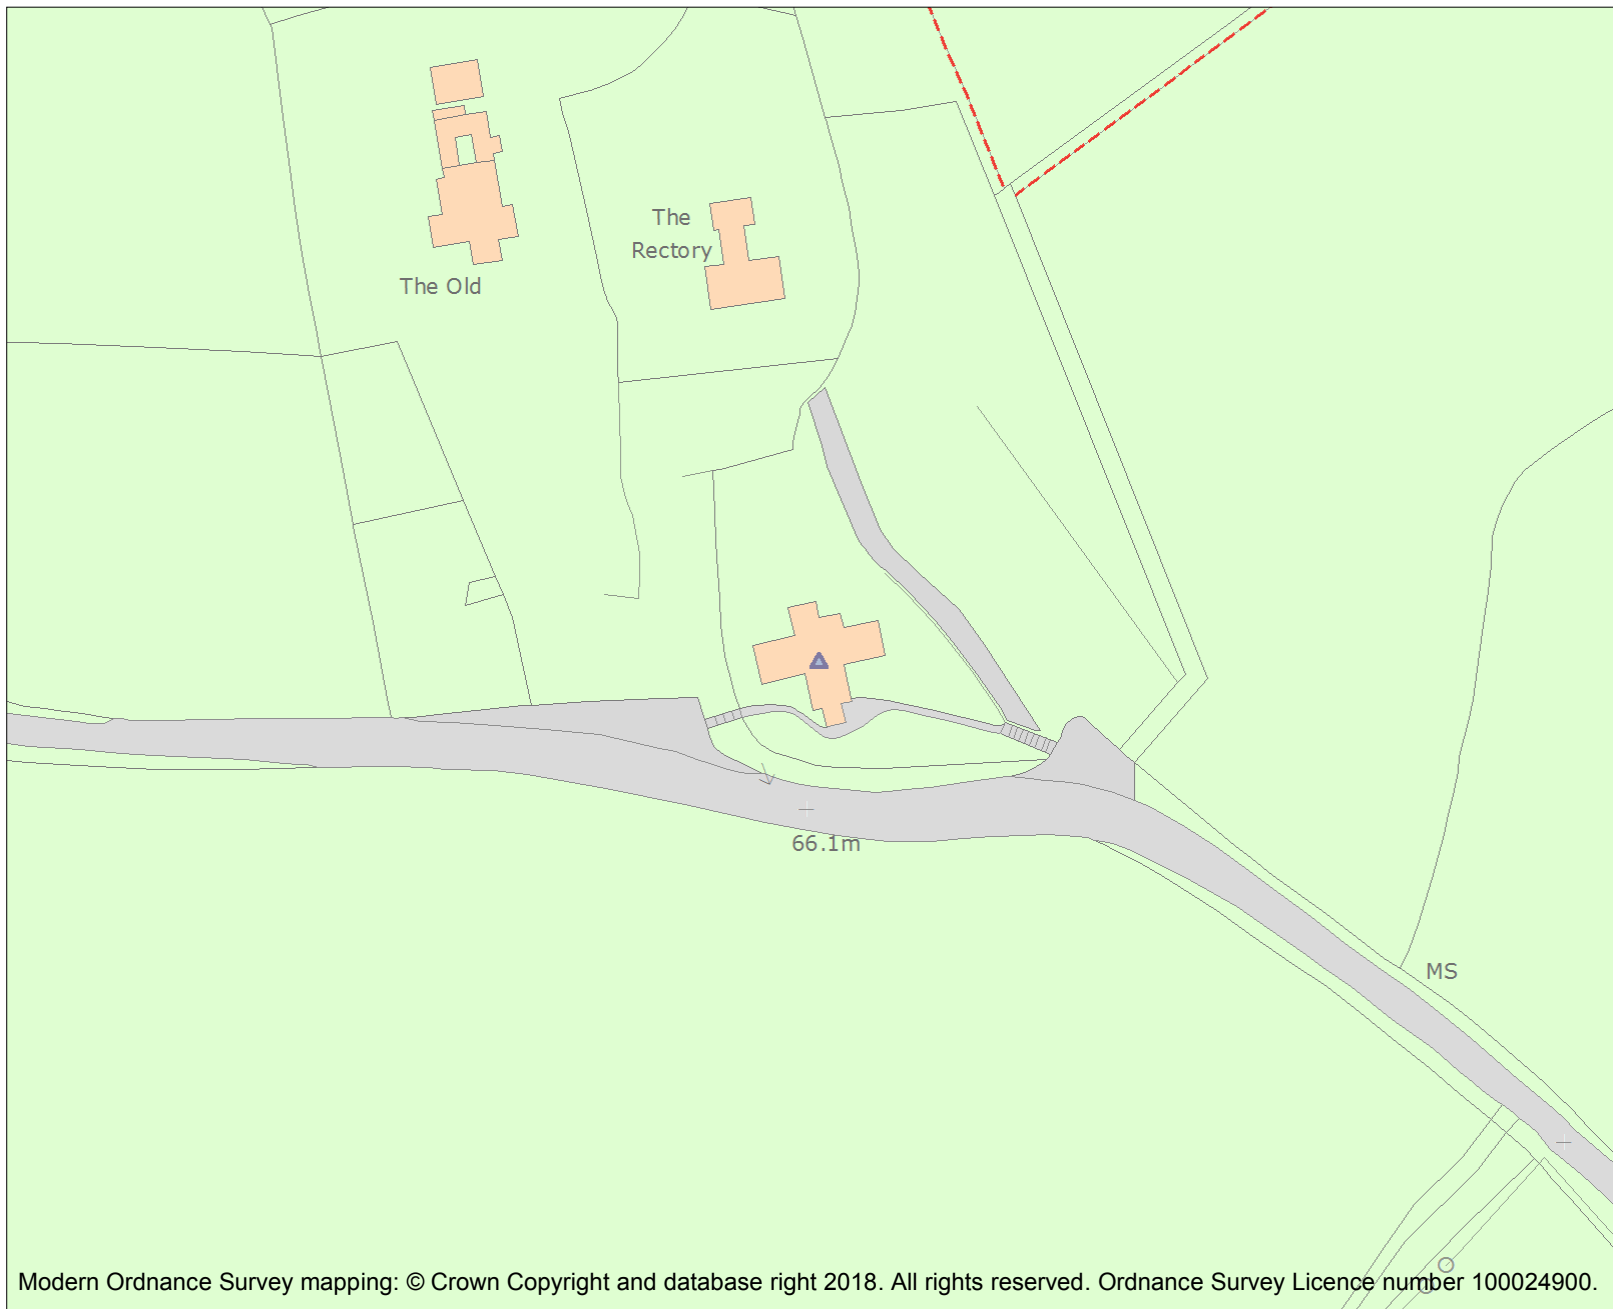 The
Rectory
The Old
66.1m
MS
Modern Ordnance Survey mapping: © Crown Copyright and database right 2018. All rights reserved. Ordnance Survey Licence number 100024900.